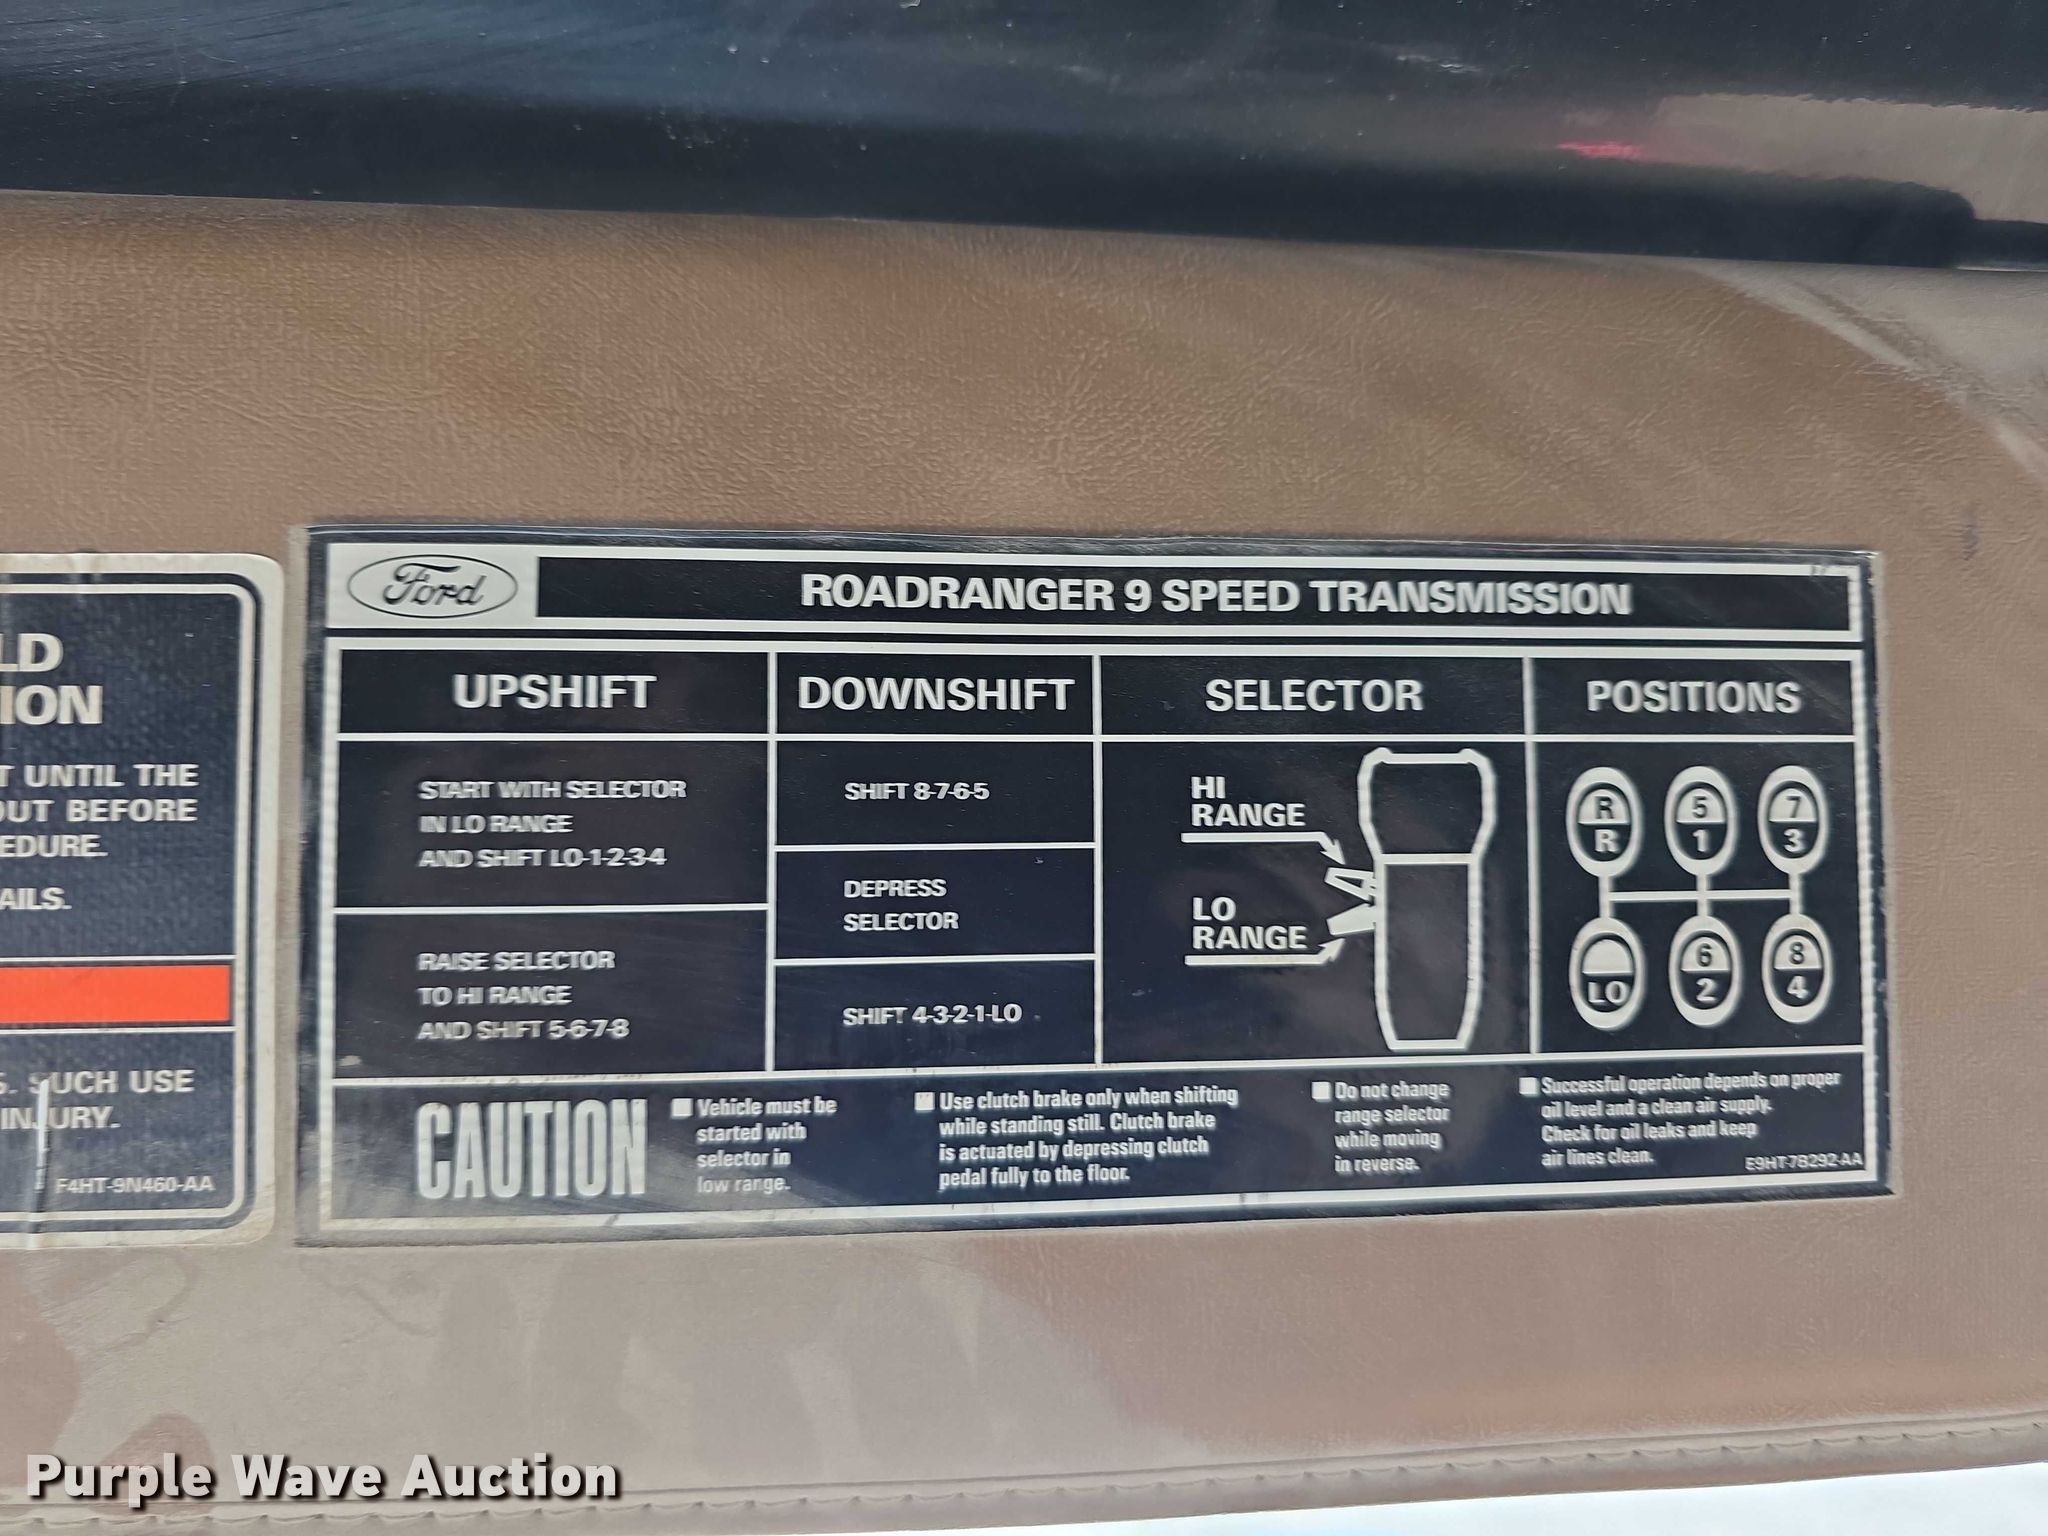 LD
ION
T UNTIL THE
OUT BEFORE
EDURE.
AILS.
S. SUCH USE
INJURY.
F4HT-9N460-AA
Ford
ROADRANGER 9 SPEED TRANSMISSION
UPSHIFT
START WITH SELECTOR
IN LO RANGE
AND SHIFT LO-1-2-3-4
RAISE SELECTOR
TO HI RANGE
AND SHIFT 5-6-7-8
DOWNSHIFT
SHIFT 8-7-6-5
DEPRESS
SELECTOR
SHIFT 4-3-2-1-LO
SELECTOR
HI
RANGE
LO
RANGE
POSITIONS
R 5 7
R 1 3
6 8
LO 2 4
CAUTION
Vehicle must be
started with
selector in
low range.
Use clutch brake only when shifting
while standing still. Clutch brake
is actuated by depressing clutch
pedal fully to the floor.
Do not change
range selector
while moving
in reverse.
Successful operation depends on proper
oil level and a clean air supply.
Check for oil leaks and keep
air lines clean.
E9HT-7B292-AA
Purple Wave Auction